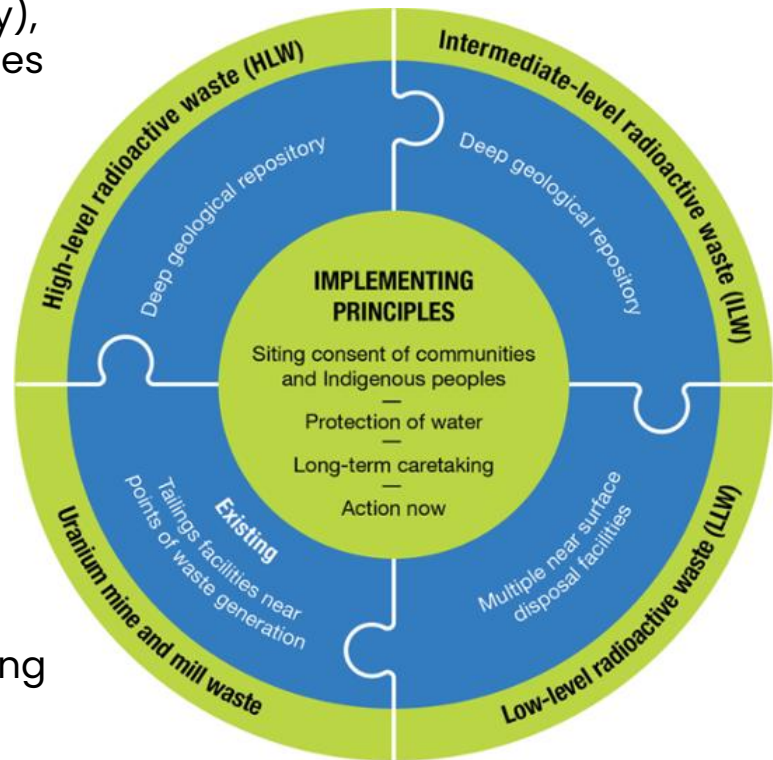 y),
es
High-level radioactive waste (HLW)
Intermediate-level radioactive waste (ILW)
Deep geological repository
Deep geological repository
IMPLEMENTING
PRINCIPLES
Siting consent of communities
and Indigenous peoples
—
Protection of water
—
Long-term caretaking
—
Action now
Existing
Tailings facilities near
points of waste generation
Multiple near surface
disposal facilities
Uranium mine and mill waste
Low-level radioactive waste (LLW)
ng